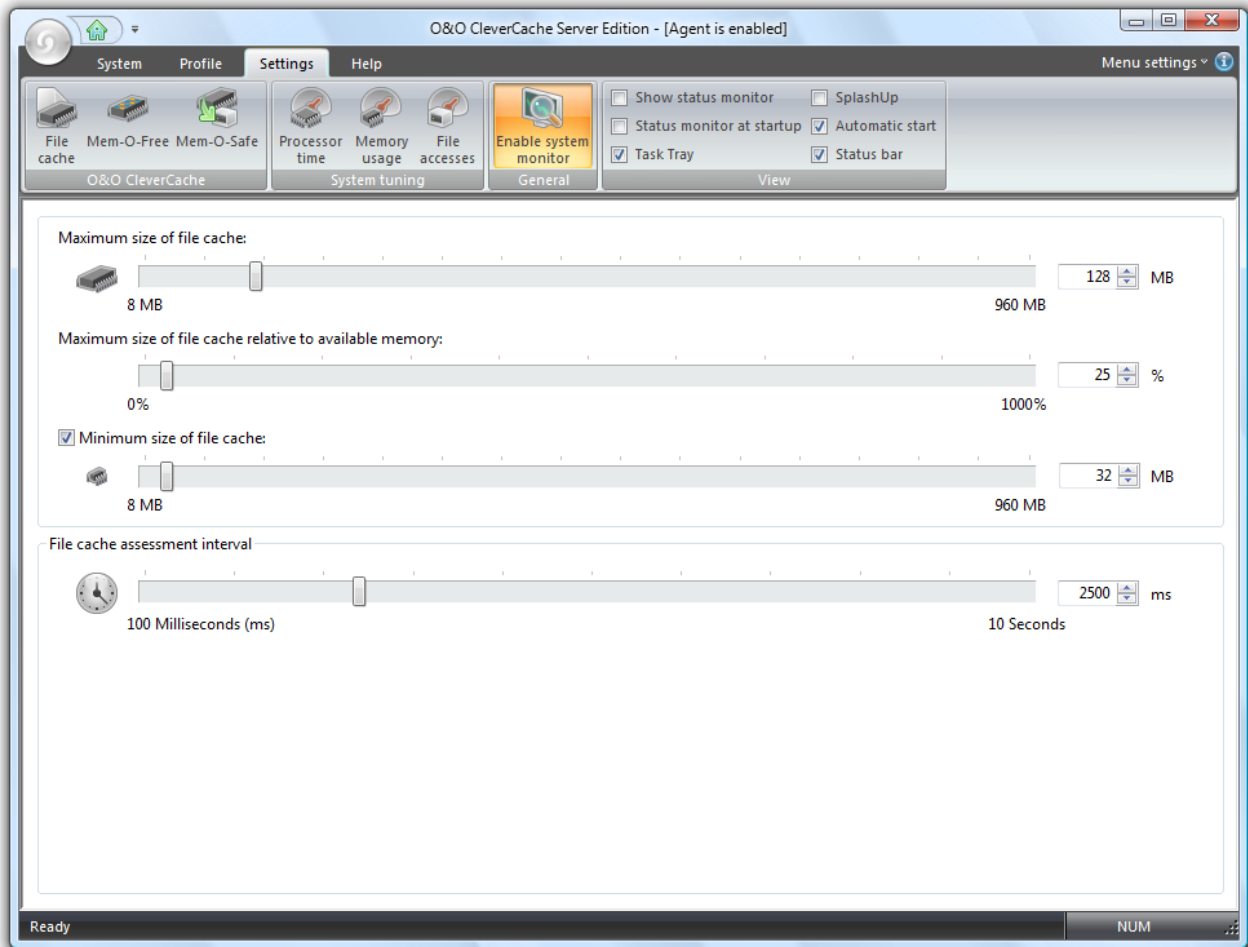 O&O CleverCache Server Edition - [Agent is enabled]
System Profile Settings Help Menu settings
File cache
Mem-O-Free
Mem-O-Safe
O&O CleverCache
Processor time
Memory usage
File accesses
System tuning
Enable system monitor
General
Show status monitor
Status monitor at startup
Task Tray
SplashUp
Automatic start
Status bar
View
Maximum size of file cache:
128 MB
8 MB 960 MB
Maximum size of file cache relative to available memory:
25 %
0% 1000%
Minimum size of file cache:
32 MB
8 MB 960 MB
File cache assessment interval
2500 ms
100 Milliseconds (ms) 10 Seconds
Ready NUM